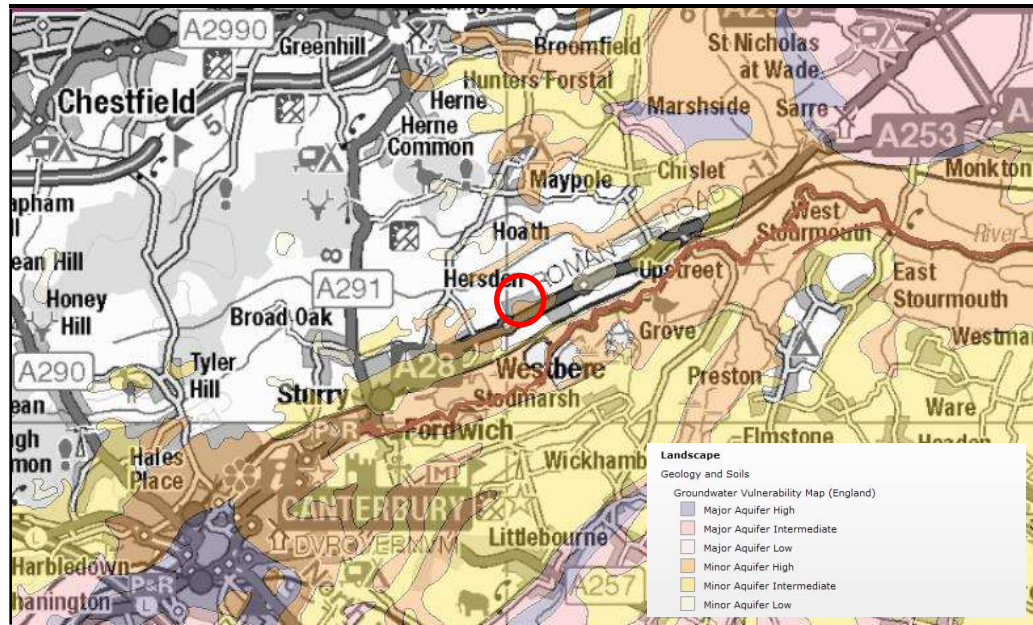 A2990
Greenhill
Broomfield
St Nicholas
at Wade
Hunters Forstal
Chestfield
Herne
Marshside
Sarre
Herne
Common
A253
5
Maypole
Chislet
11
Monkton
West
Stourmouth
River
Hoath
ROMAN ROAD
ean Hill
Hersden
Upstreet
East
Stourmouth
A291
Honey
Hill
Broad Oak
Grove
Westmar
A290
Tyler
Hill
A28
Westbere
Preston
Sturry
Stodmarsh
Ware
ean
P&R
Fordwich
Elmstone
Hales
Place
Wickhamb
CANTERBURY
DVROVERNVM
Littlebourne
Harbledown
P&R
A257
Landscape
Geology and Soils
Groundwater Vulnerability Map (England)
Major Aquifer High
Major Aquifer Intermediate
Major Aquifer Low
Minor Aquifer High
Minor Aquifer Intermediate
Minor Aquifer Low